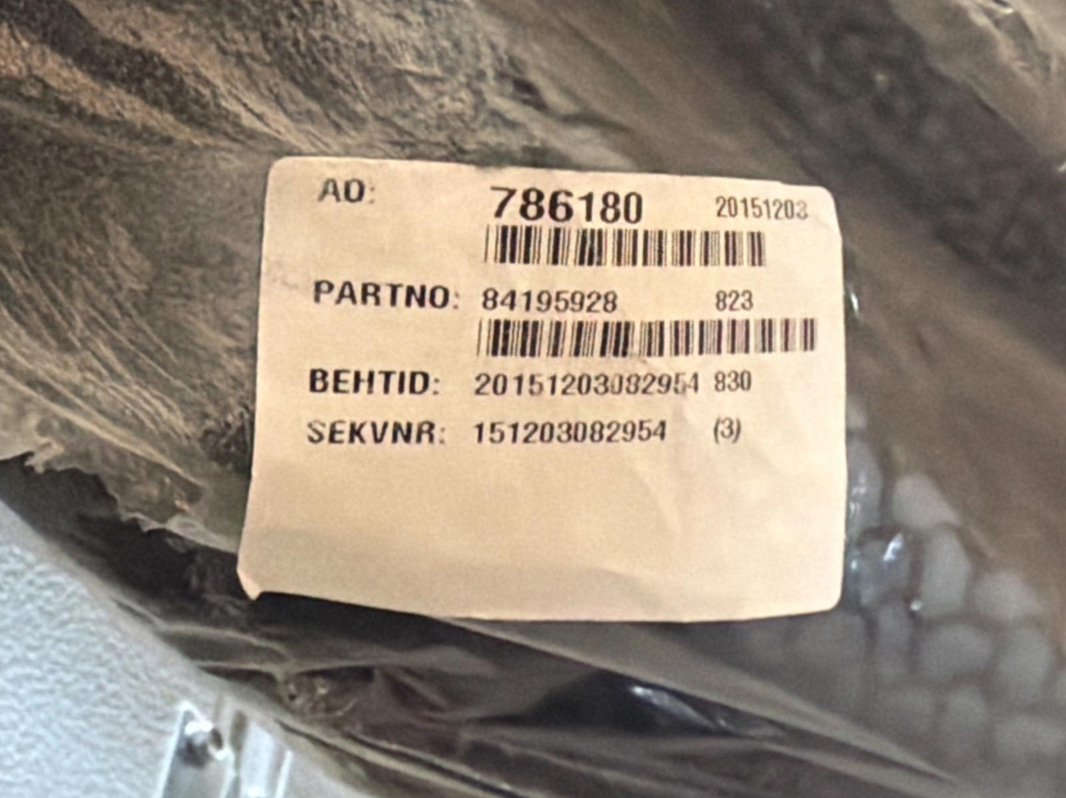 AO: 786180 20151203
PARTNO: 84195928 823
BEHTID: 20151203082954 830
SEKVNR: 151203082954 (3)